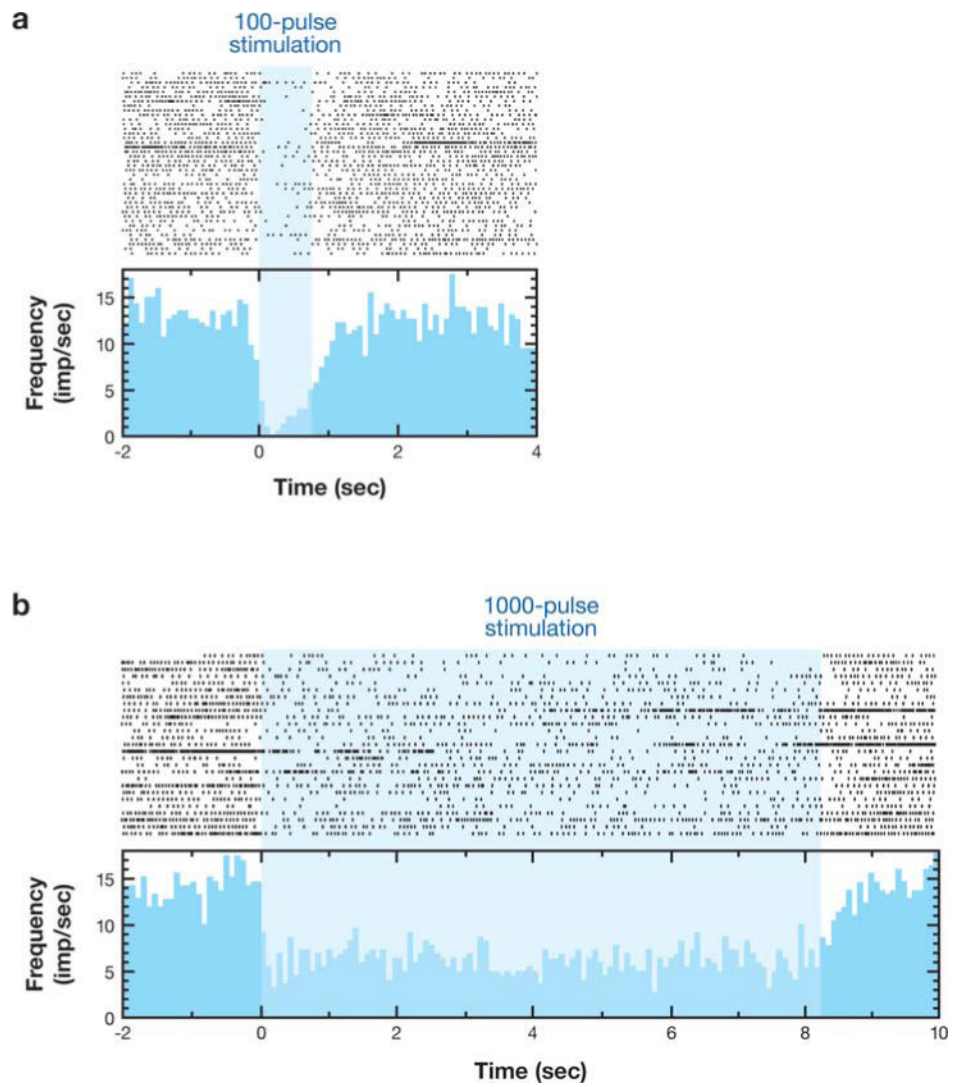 a
100-pulse
stimulation
Frequency
(imp/sec)
15
10
5
0
-2
0
2
4
Time (sec)
b
1000-pulse
stimulation
Frequency
(imp/sec)
15
10
5
0
-2
0
2
4
6
8
10
Time (sec)